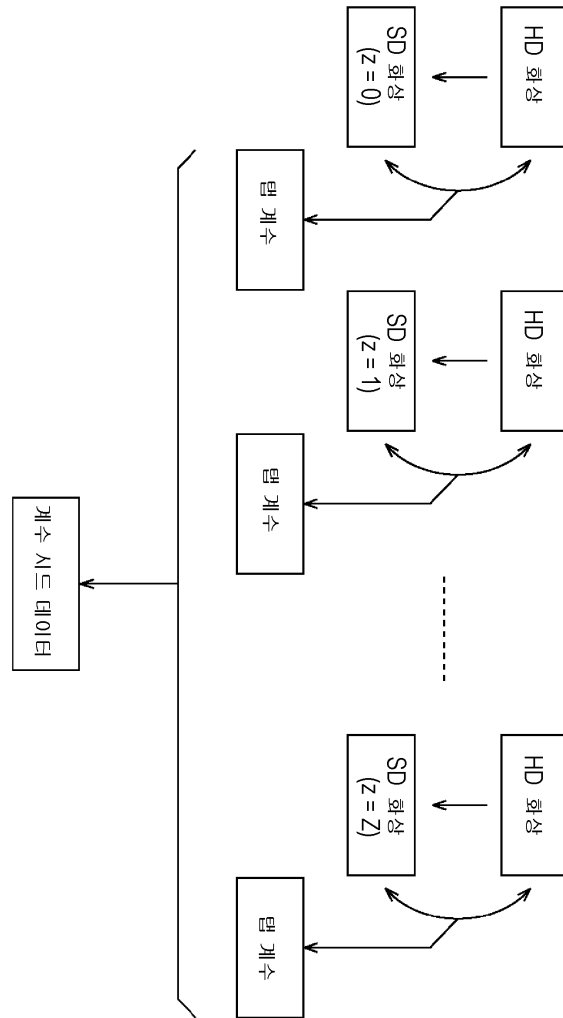 HD 화상
SD 화상
(z = 0)
탭 계수
HD 화상
SD 화상
(z = 1)
탭 계수
HD 화상
SD 화상
(z = Z)
탭 계수
계수 시드 데이터